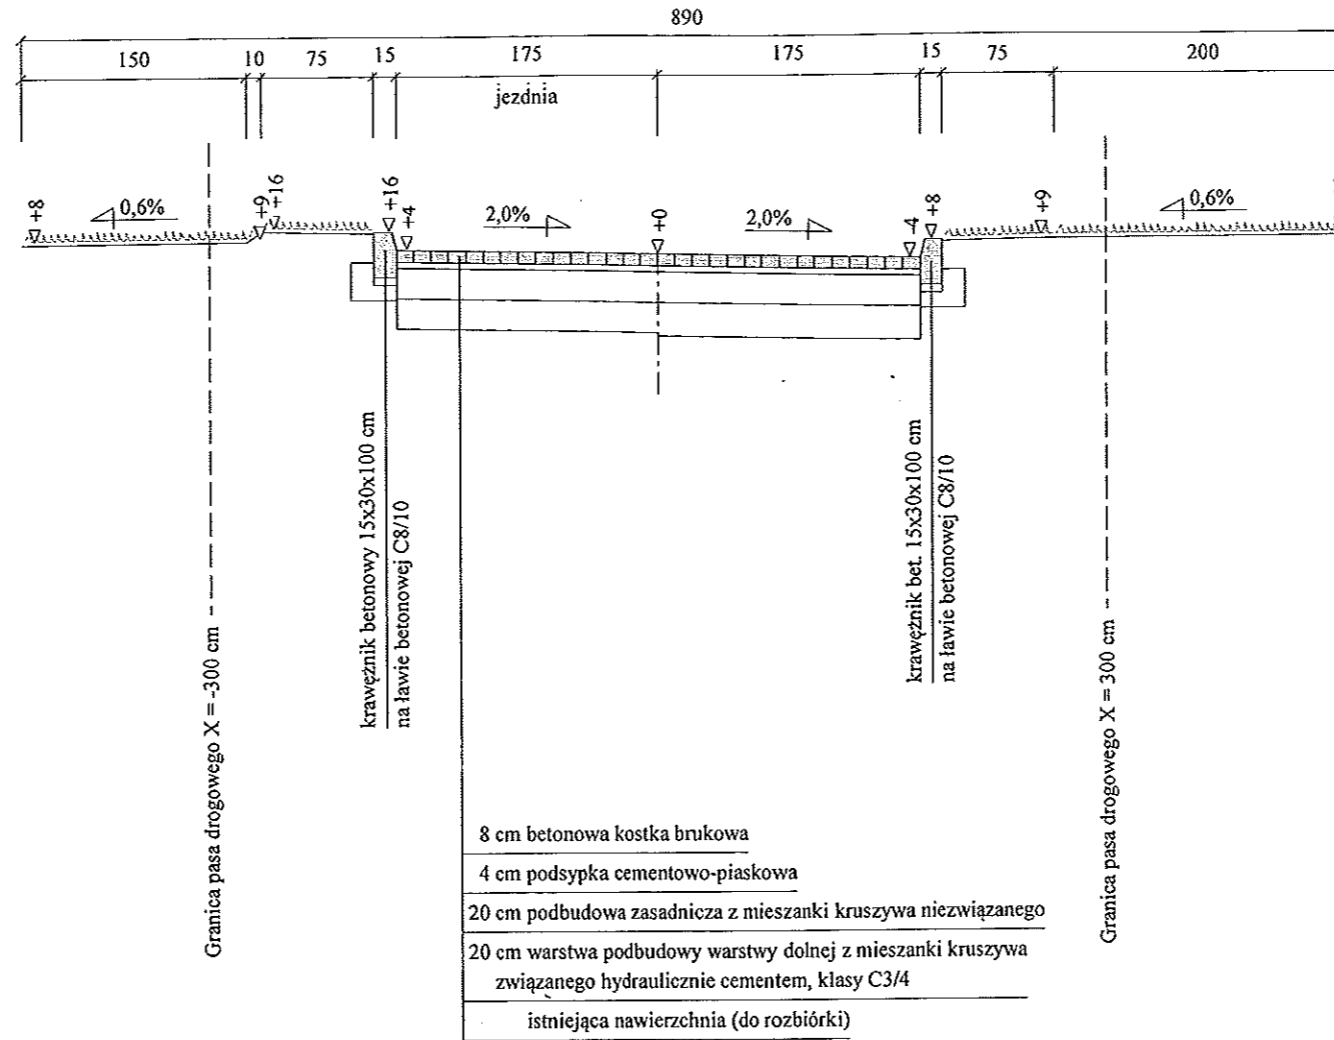 890
150 10 75 15 175 175 15 75 200
jezdnia
+8 0,6% +9 +16 +16 +4 2,0% +0 2,0% -4 +8 +9 0,6%
Granica pasa drogowego X = -300 cm
krawężnik betonowy 15x30x100 cm
na ławie betonowej C8/10
krawężnik bet. 15x30x100 cm
na ławie betonowej C8/10
Granica pasa drogowego X = 300 cm
8 cm betonowa kostka brukowa
4 cm podsypka cementowo-piaskowa
20 cm podbudowa zasadnicza z mieszanki kruszywa niezwiązanego
20 cm warstwa podbudowy warstwy dolnej z mieszanki kruszywa
związanego hydraulicznie cementem, klasy C3/4
istniejąca nawierzchnia (do rozbiórki)